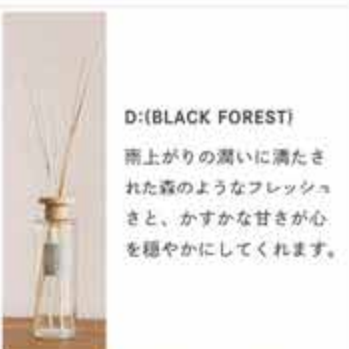 D:(BLACK FOREST)
雨上がりの潤いに満たさ
れた森のようなフレッシュ
さと、かすかな甘さが心
を穏やかにしてくれます。